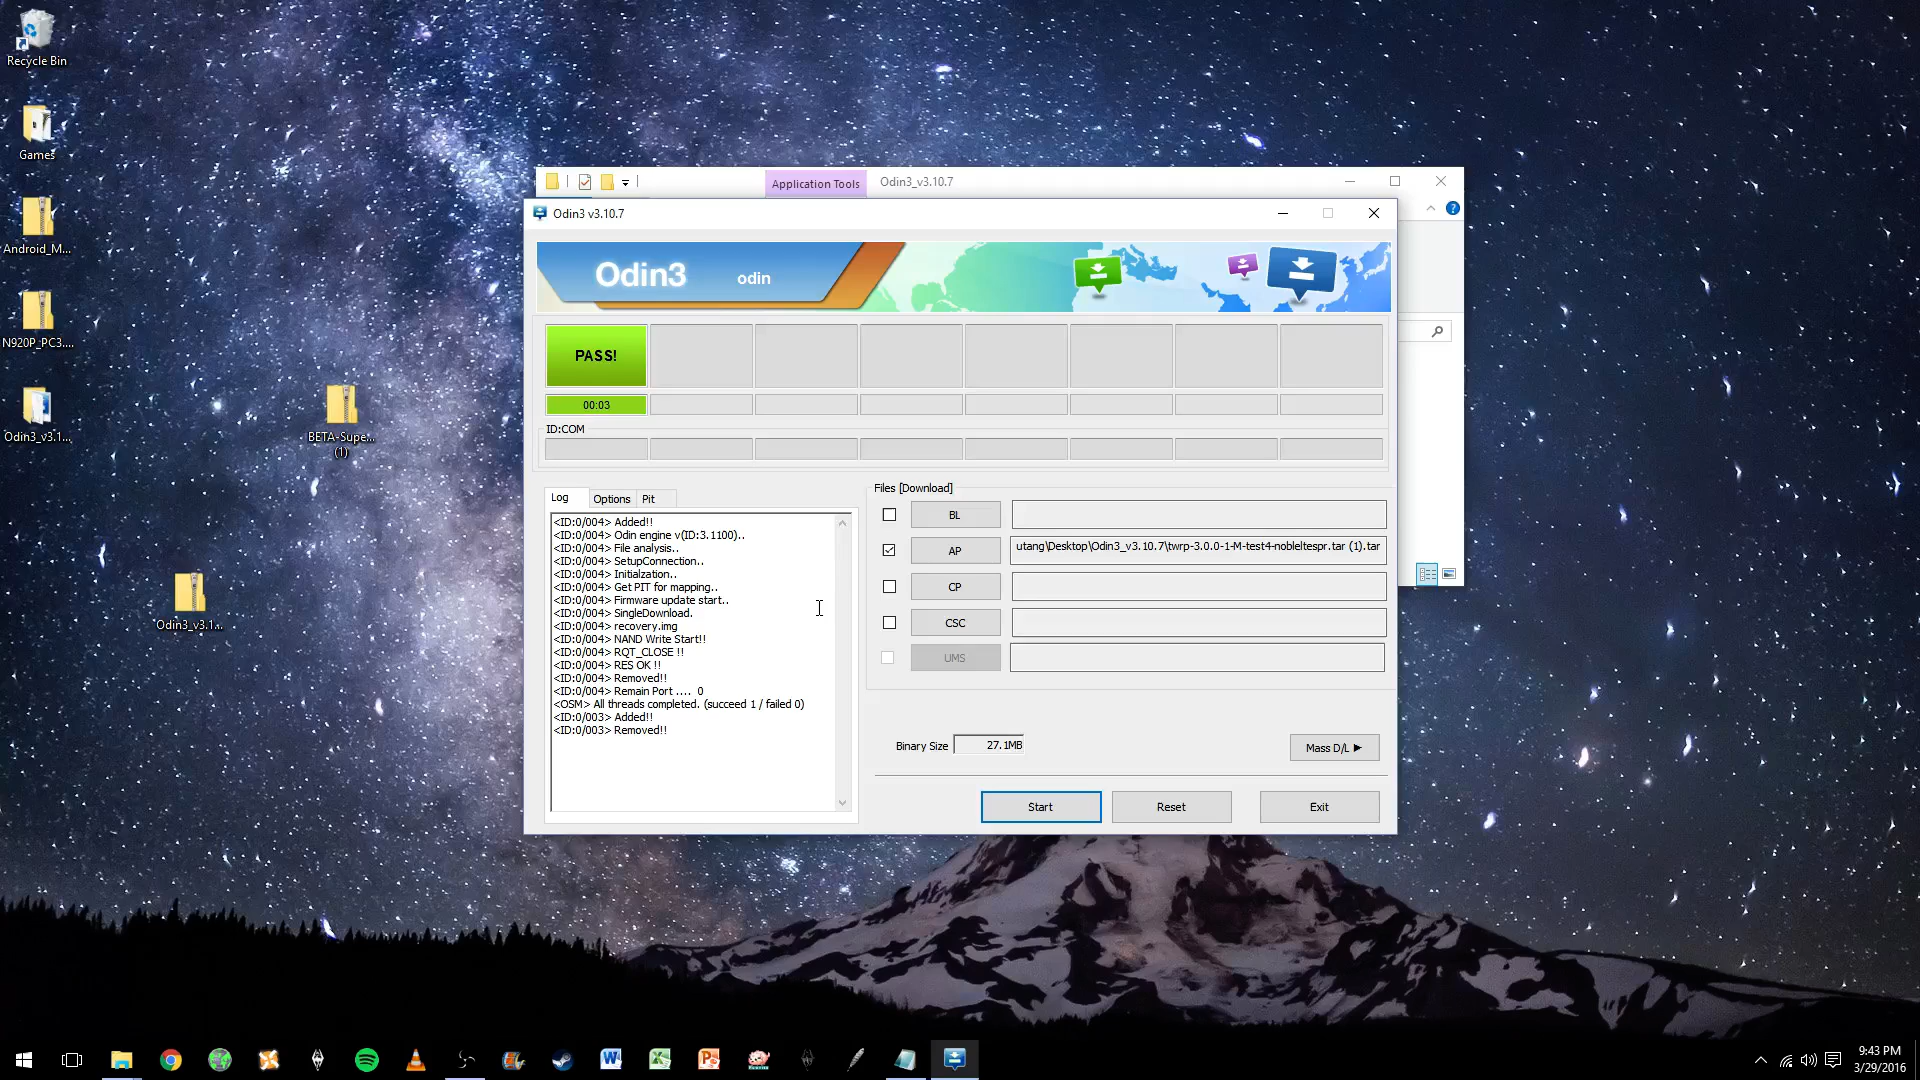 Recycle Bin
Games
Android_M...
N920P_PC3....
Odin3_v3.1...
BETA-Supe...
(1)
Odin3_v3.1...
Application Tools
Odin3_v3.10.7
Odin3 v3.10.7
Odin3
odin
PASS!
00:03
ID:COM
Log
Options
Pit
<ID:0/004> Added!!
<ID:0/004> Odin engine v(ID:3.1100)..
<ID:0/004> File analysis..
<ID:0/004> SetupConnection..
<ID:0/004> Initialzation..
<ID:0/004> Get PIT for mapping..
<ID:0/004> Firmware update start..
<ID:0/004> SingleDownload.
<ID:0/004> recovery.img
<ID:0/004> NAND Write Start!!
<ID:0/004> RQT_CLOSE !!
<ID:0/004> RES OK !!
<ID:0/004> Removed!!
<ID:0/004> Remain Port .... 0
<OSM> All threads completed. (succeed 1 / failed 0)
<ID:0/003> Added!!
<ID:0/003> Removed!!
Files [Download]
BL
AP
utang\Desktop\Odin3_v3.10.7\twrp-3.0.0-1-M-test4-nobleltespr.tar (1).tar
CP
CSC
UMS
Binary Size
27.1MB
Mass D/L ►
Start
Reset
Exit
9:43 PM
3/29/2016